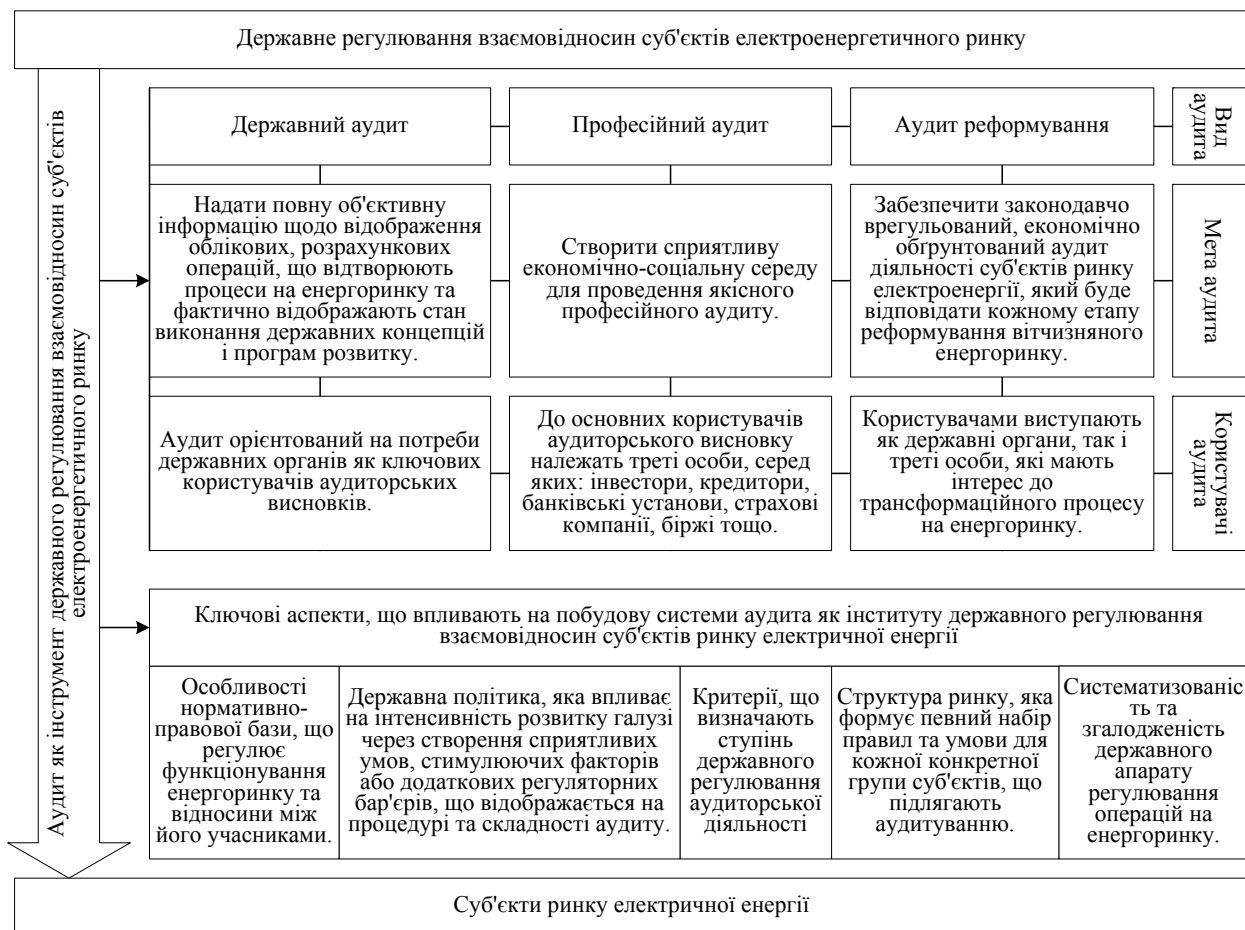 Державне регулювання взаємовідносин суб'єктів електроенергетичного ринку
Аудит як інструмент державного регулювання взаємовідносин суб'єктів
електроенергетичного ринку
Державний аудит
Професійний аудит
Аудит реформування
Вид
аудита
Надати повну об'єктивну
інформацію щодо відображення
облікових, розрахункових
операцій, що відтворюють
процеси на енергоринку та
фактично відображають стан
виконання державних концепцій
і програм розвитку.
Створити сприятливу
економічно-соціальну середу
для проведення якісного
професійного аудиту.
Забезпечити законодавчо
врегульований, економічно
обґрунтований аудит
діяльності суб'єктів ринку
електроенергії, який буде
відповідати кожному етапу
реформування вітчизняного
енергоринку.
Мета аудита
Аудит орієнтований на потреби
державних органів як ключових
користувачів аудиторських
висновків.
До основних користувачів
аудиторського висновку
належать треті особи, серед
яких: інвестори, кредитори,
банківські установи, страхові
компанії, біржі тощо.
Користувачами виступають
як державні органи, так і
треті особи, які мають
інтерес до
трансформаційного процесу
на енергоринку.
Користувачі
аудита
Ключові аспекти, що впливають на побудову системи аудита як інституту державного регулювання
взаємовідносин суб'єктів ринку електричної енергії
Особливості
нормативно-
правової бази, що
регулює
функціонування
енергоринку та
відносини між
його учасниками.
Державна політика, яка впливає
на інтенсивність розвитку галузі
через створення сприятливих
умов, стимулюючих факторів
або додаткових регуляторних
бар'єрів, що відображається на
процедурі та складності аудиту.
Критерії, що
визначають
ступінь
державного
регулювання
аудиторської
діяльності
Структура ринку, яка
формує певний набір
правил та умови для
кожної конкретної
групи суб'єктів, що
підлягають
аудитуванню.
Систематизованіс
ть та
згалодженість
державного
апарату
регулювання
операцій на
енергоринку.
Суб'єкти ринку електричної енергії